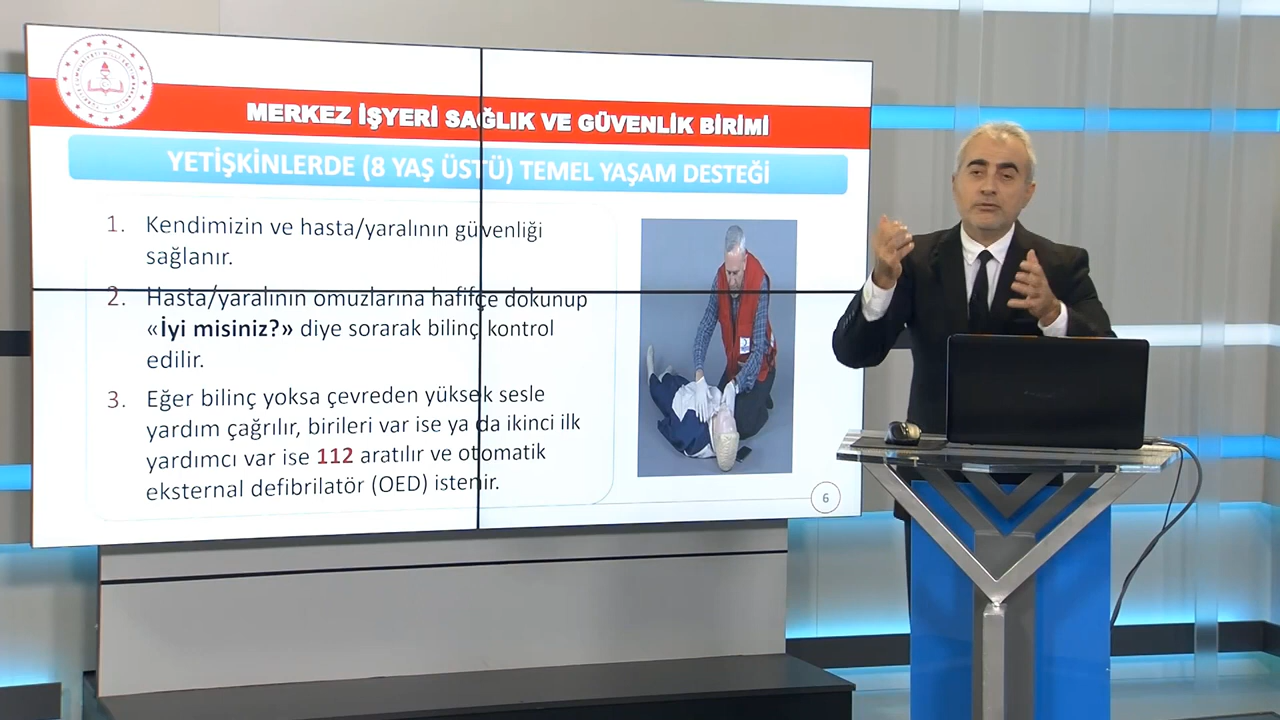 MERKEZ İŞYERİ SAĞLIK VE GÜVENLİK BİRİMİ
YETİŞKİNLERDE (8 YAŞ ÜSTÜ) TEMEL YAŞAM DESTEĞİ
1. Kendimizin ve hasta/yaralının güvenliği
sağlanır.
2. Hasta/yaralının omuzlarına hafifçe dokunup
«İyi misiniz?» diye sorarak bilinç kontrol
edilir.
3. Eğer bilinç yoksa çevreden yüksek sesle
yardım çağrılır, birileri var ise ya da ikinci ilk
yardımcı var ise 112 aratılır ve otomatik
eksternal defibrilatör (OED) istenir.
6